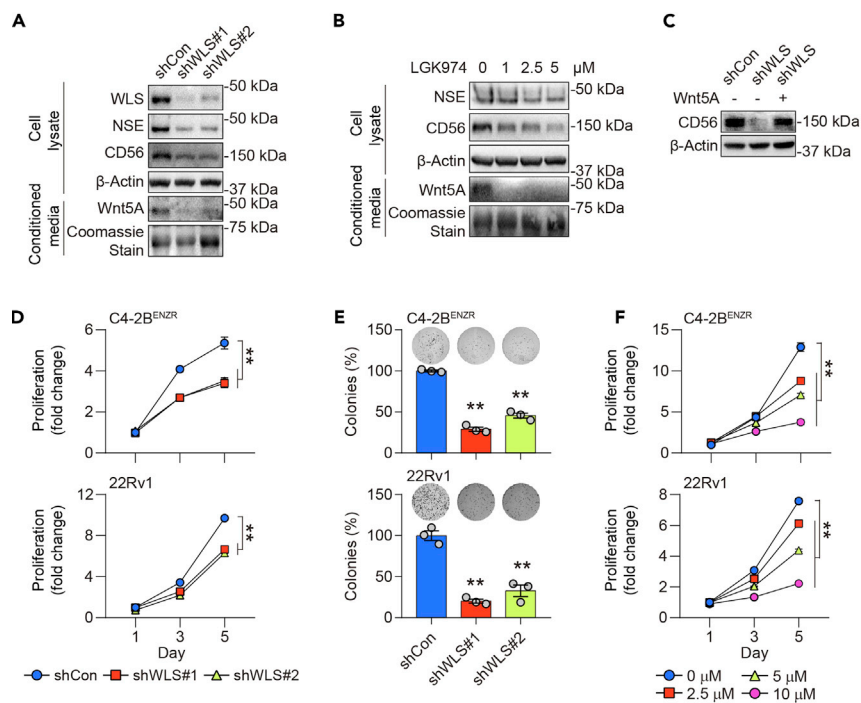 A
shCon
shWLS#1
shWLS#2
Cell lysate
WLS
-50 kDa
NSE
-50 kDa
CD56
-150 kDa
β-Actin
-37 kDa
Conditioned media
Wnt5A
-50 kDa
Coomassie Stain
-75 kDa
B
LGK974 0 1 2.5 5 μM
Cell lysate
NSE
-50 kDa
CD56
-150 kDa
β-Actin
-37 kDa
Conditioned media
Wnt5A
-50 kDa
Coomassie Stain
-75 kDa
C
shCon
shWLS
shWLS
Wnt5A - - +
CD56
-150 kDa
β-Actin
-37 kDa
D
C4-2BENZR
Proliferation (fold change)
6
4
2
0
**
22Rv1
Proliferation (fold change)
12
8
4
0
**
1 3 5
Day
shCon shWLS#1 shWLS#2
E
C4-2BENZR
Colonies (%)
150
100
50
0
** **
22Rv1
Colonies (%)
150
100
50
0
** **
shCon
shWLS#1
shWLS#2
F
C4-2BENZR
Proliferation (fold change)
15
10
5
0
**
22Rv1
Proliferation (fold change)
8
6
4
2
0
**
1 3 5
Day
0 μM 5 μM
2.5 μM 10 μM